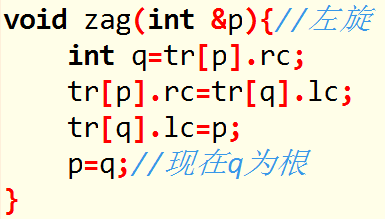 void zag(int &p){//左旋
    int q=tr[p].rc;
    tr[p].rc=tr[q].lc;
    tr[q].lc=p;
    p=q;//现在q为根
}